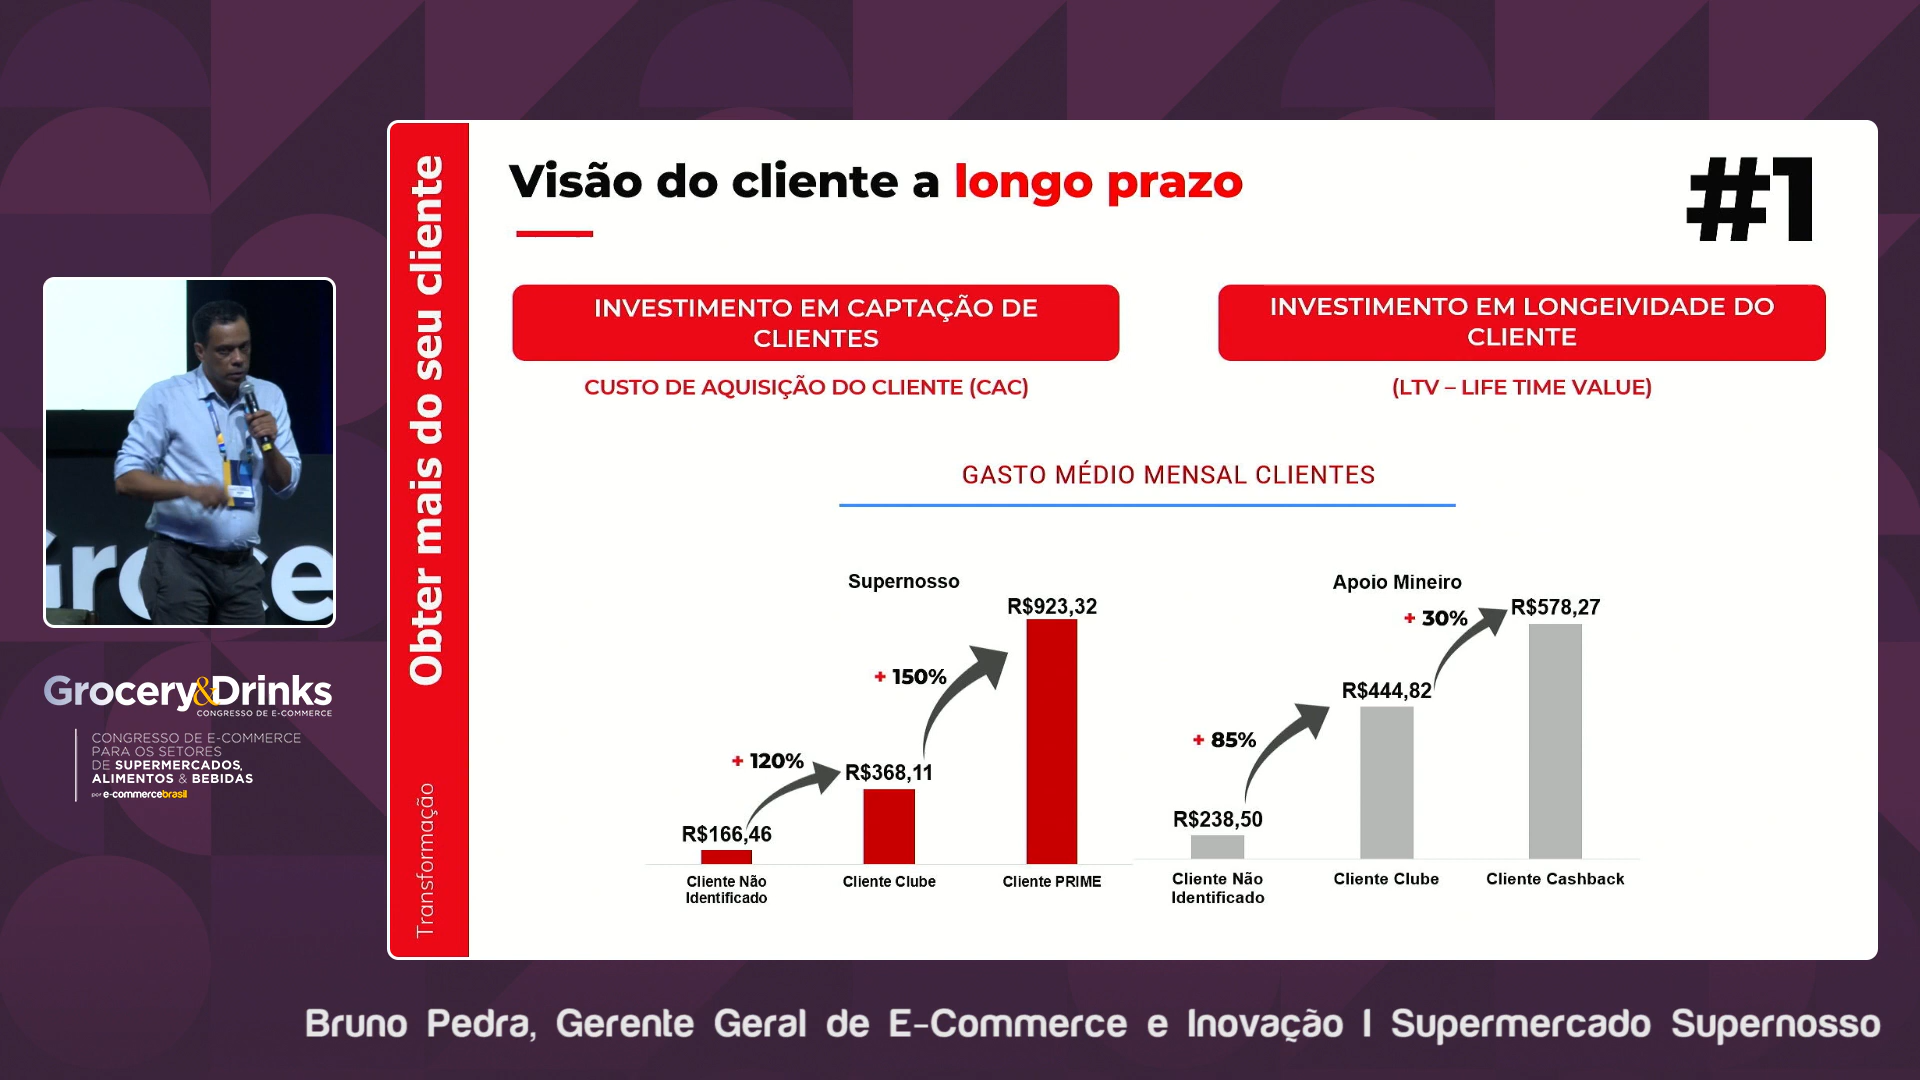 Obter mais do seu cliente
Transformação
Visão do cliente a longo prazo
#1
INVESTIMENTO EM CAPTAÇÃO DE
CLIENTES
CUSTO DE AQUISIÇÃO DO CLIENTE (CAC)
INVESTIMENTO EM LONGEIVIDADE DO
CLIENTE
(LTV – LIFE TIME VALUE)
GASTO MÉDIO MENSAL CLIENTES
Supernosso
R$923,32
+ 150%
+ 120%
R$368,11
R$166,46
Cliente Não
Identificado
Cliente Clube
Cliente PRIME
Apoio Mineiro
R$578,27
+ 30%
R$444,82
+ 85%
R$238,50
Cliente Não
Identificado
Cliente Clube
Cliente Cashback
Grocery&Drinks
CONGRESSO DE E-COMMERCE
CONGRESSO DE E-COMMERCE
PARA OS SETORES
DE SUPERMERCADOS,
ALIMENTOS & BEBIDAS
por e-commercebrasil
Bruno Pedra, Gerente Geral de E-Commerce e Inovação | Supermercado Supernosso